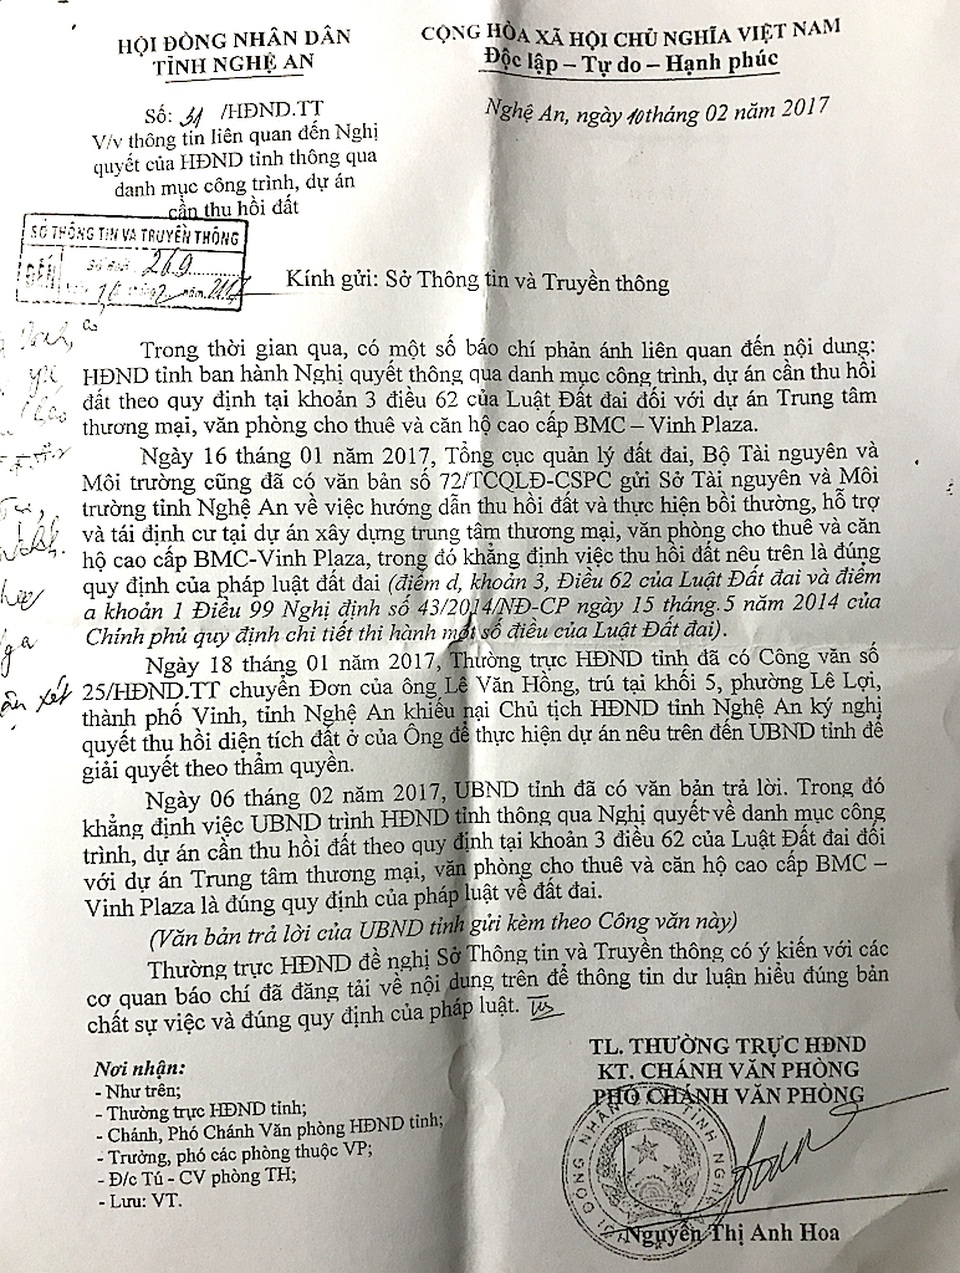 HỘI ĐỒNG NHÂN DÂN
TỈNH NGHỆ AN
CỘNG HÒA XÃ HỘI CHỦ NGHĨA VIỆT NAM
Độc lập – Tự do – Hạnh phúc
Số: 31 /HĐND.TT
Nghệ An, ngày 10 tháng 02 năm 2017
V/v thông tin liên quan đến Nghị
quyết của HĐND tỉnh thông qua
danh mục công trình, dự án
cần thu hồi đất
SỞ THÔNG TIN VÀ TRUYỀN THÔNG
ĐẾN
Số 269
Kính gửi: Sở Thông tin và Truyền thông
Trong thời gian qua, có một số báo chí phản ánh liên quan đến nội dung:
HĐND tỉnh ban hành Nghị quyết thông qua danh mục công trình, dự án cần thu hồi
đất theo quy định tại khoản 3 điều 62 của Luật Đất đai đối với dự án Trung tâm
thương mại, văn phòng cho thuê và căn hộ cao cấp BMC – Vinh Plaza.
Ngày 16 tháng 01 năm 2017, Tổng cục quản lý đất đai, Bộ Tài nguyên và
Môi trường cũng đã có văn bản số 72/TCQLĐ-CSPC gửi Sở Tài nguyên và Môi
trường tỉnh Nghệ An về việc hướng dẫn thu hồi đất và thực hiện bồi thường, hỗ trợ
và tái định cư tại dự án xây dựng trung tâm thương mại, văn phòng cho thuê và căn
hộ cao cấp BMC-Vinh Plaza, trong đó khẳng định việc thu hồi đất nêu trên là đúng
quy định của pháp luật đất đai (điểm d, khoản 3, Điều 62 của Luật Đất đai và điểm
a khoản 1 Điều 99 Nghị định số 43/2014/NĐ-CP ngày 15 tháng 5 năm 2014 của
Chính phủ quy định chi tiết thi hành một số điều của Luật Đất đai).
Ngày 18 tháng 01 năm 2017, Thường trực HĐND tỉnh đã có Công văn số
25/HĐND.TT chuyển Đơn của ông Lê Văn Hồng, trú tại khối 5, phường Lê Lợi,
thành phố Vinh, tỉnh Nghệ An khiếu nại Chủ tịch HĐND tỉnh Nghệ An ký nghị
quyết thu hồi diện tích đất ở của Ông để thực hiện dự án nêu trên đến UBND tỉnh để
giải quyết theo thẩm quyền.
Ngày 06 tháng 02 năm 2017, UBND tỉnh đã có văn bản trả lời. Trong đó
khẳng định việc UBND trình HĐND tỉnh thông qua Nghị quyết về danh mục công
trình, dự án cần thu hồi đất theo quy định tại khoản 3 điều 62 của Luật Đất đai đối
với dự án Trung tâm thương mại, văn phòng cho thuê và căn hộ cao cấp BMC –
Vinh Plaza là đúng quy định của pháp luật về đất đai.
(Văn bản trả lời của UBND tỉnh gửi kèm theo Công văn này)
Thường trực HĐND đề nghị Sở Thông tin và Truyền thông có ý kiến với các
cơ quan báo chí đã đăng tải về nội dung trên để thông tin dư luận hiểu đúng bản
chất sự việc và đúng quy định của pháp luật.
Nơi nhận:
- Như trên;
- Thường trực HĐND tỉnh;
- Chánh, Phó Chánh Văn phòng HĐND tỉnh;
- Trưởng, phó các phòng thuộc VP;
- Đ/c Tú - CV phòng TH;
- Lưu: VT.
TL. THƯỜNG TRỰC HĐND
KT. CHÁNH VĂN PHÒNG
PHÓ CHÁNH VĂN PHÒNG
Nguyễn Thị Anh Hoa